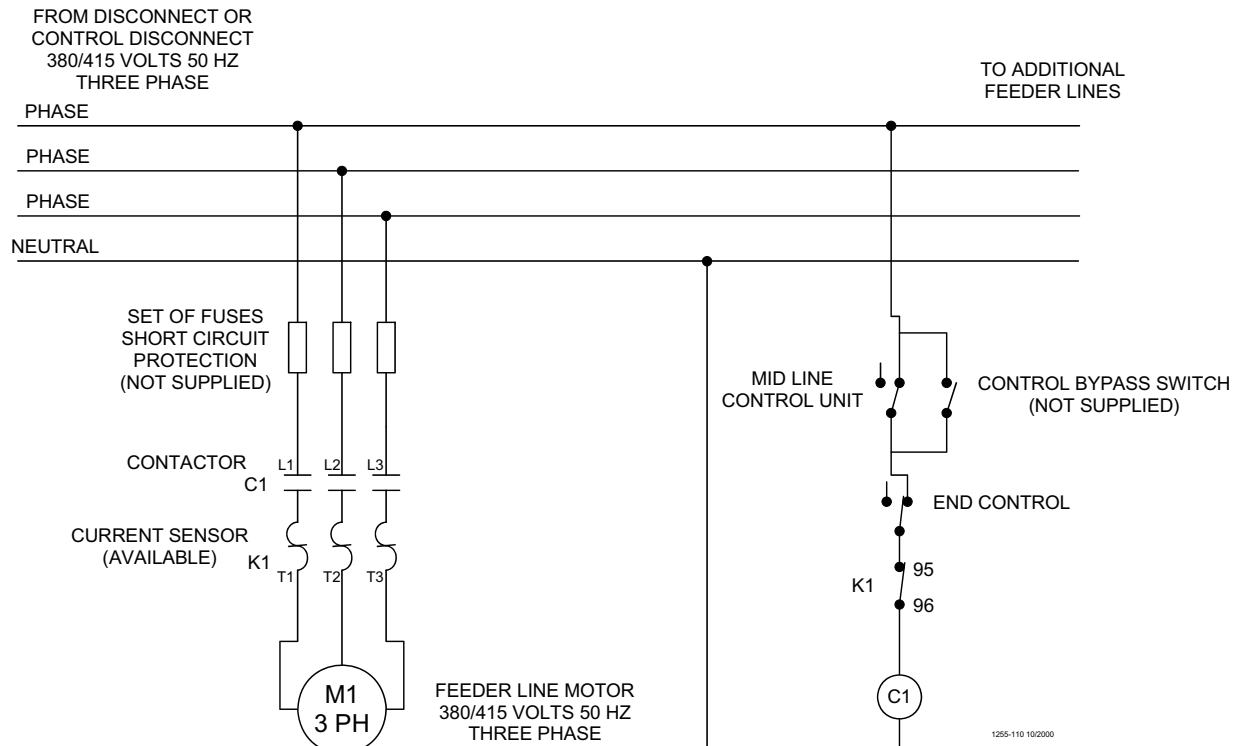 FROM DISCONNECT OR
CONTROL DISCONNECT
380/415 VOLTS 50 HZ
THREE PHASE
TO ADDITIONAL
FEEDER LINES
PHASE
PHASE
PHASE
NEUTRAL
SET OF FUSES
SHORT CIRCUIT
PROTECTION
(NOT SUPPLIED)
MID LINE
CONTROL UNIT
CONTROL BYPASS SWITCH
(NOT SUPPLIED)
CONTACTOR
C1
L1
L2
L3
END CONTROL
CURRENT SENSOR
(AVAILABLE)
K1
T1
T2
T3
K1
95
96
M1
3 PH
FEEDER LINE MOTOR
380/415 VOLTS 50 HZ
THREE PHASE
C1
1255-110 10/2000